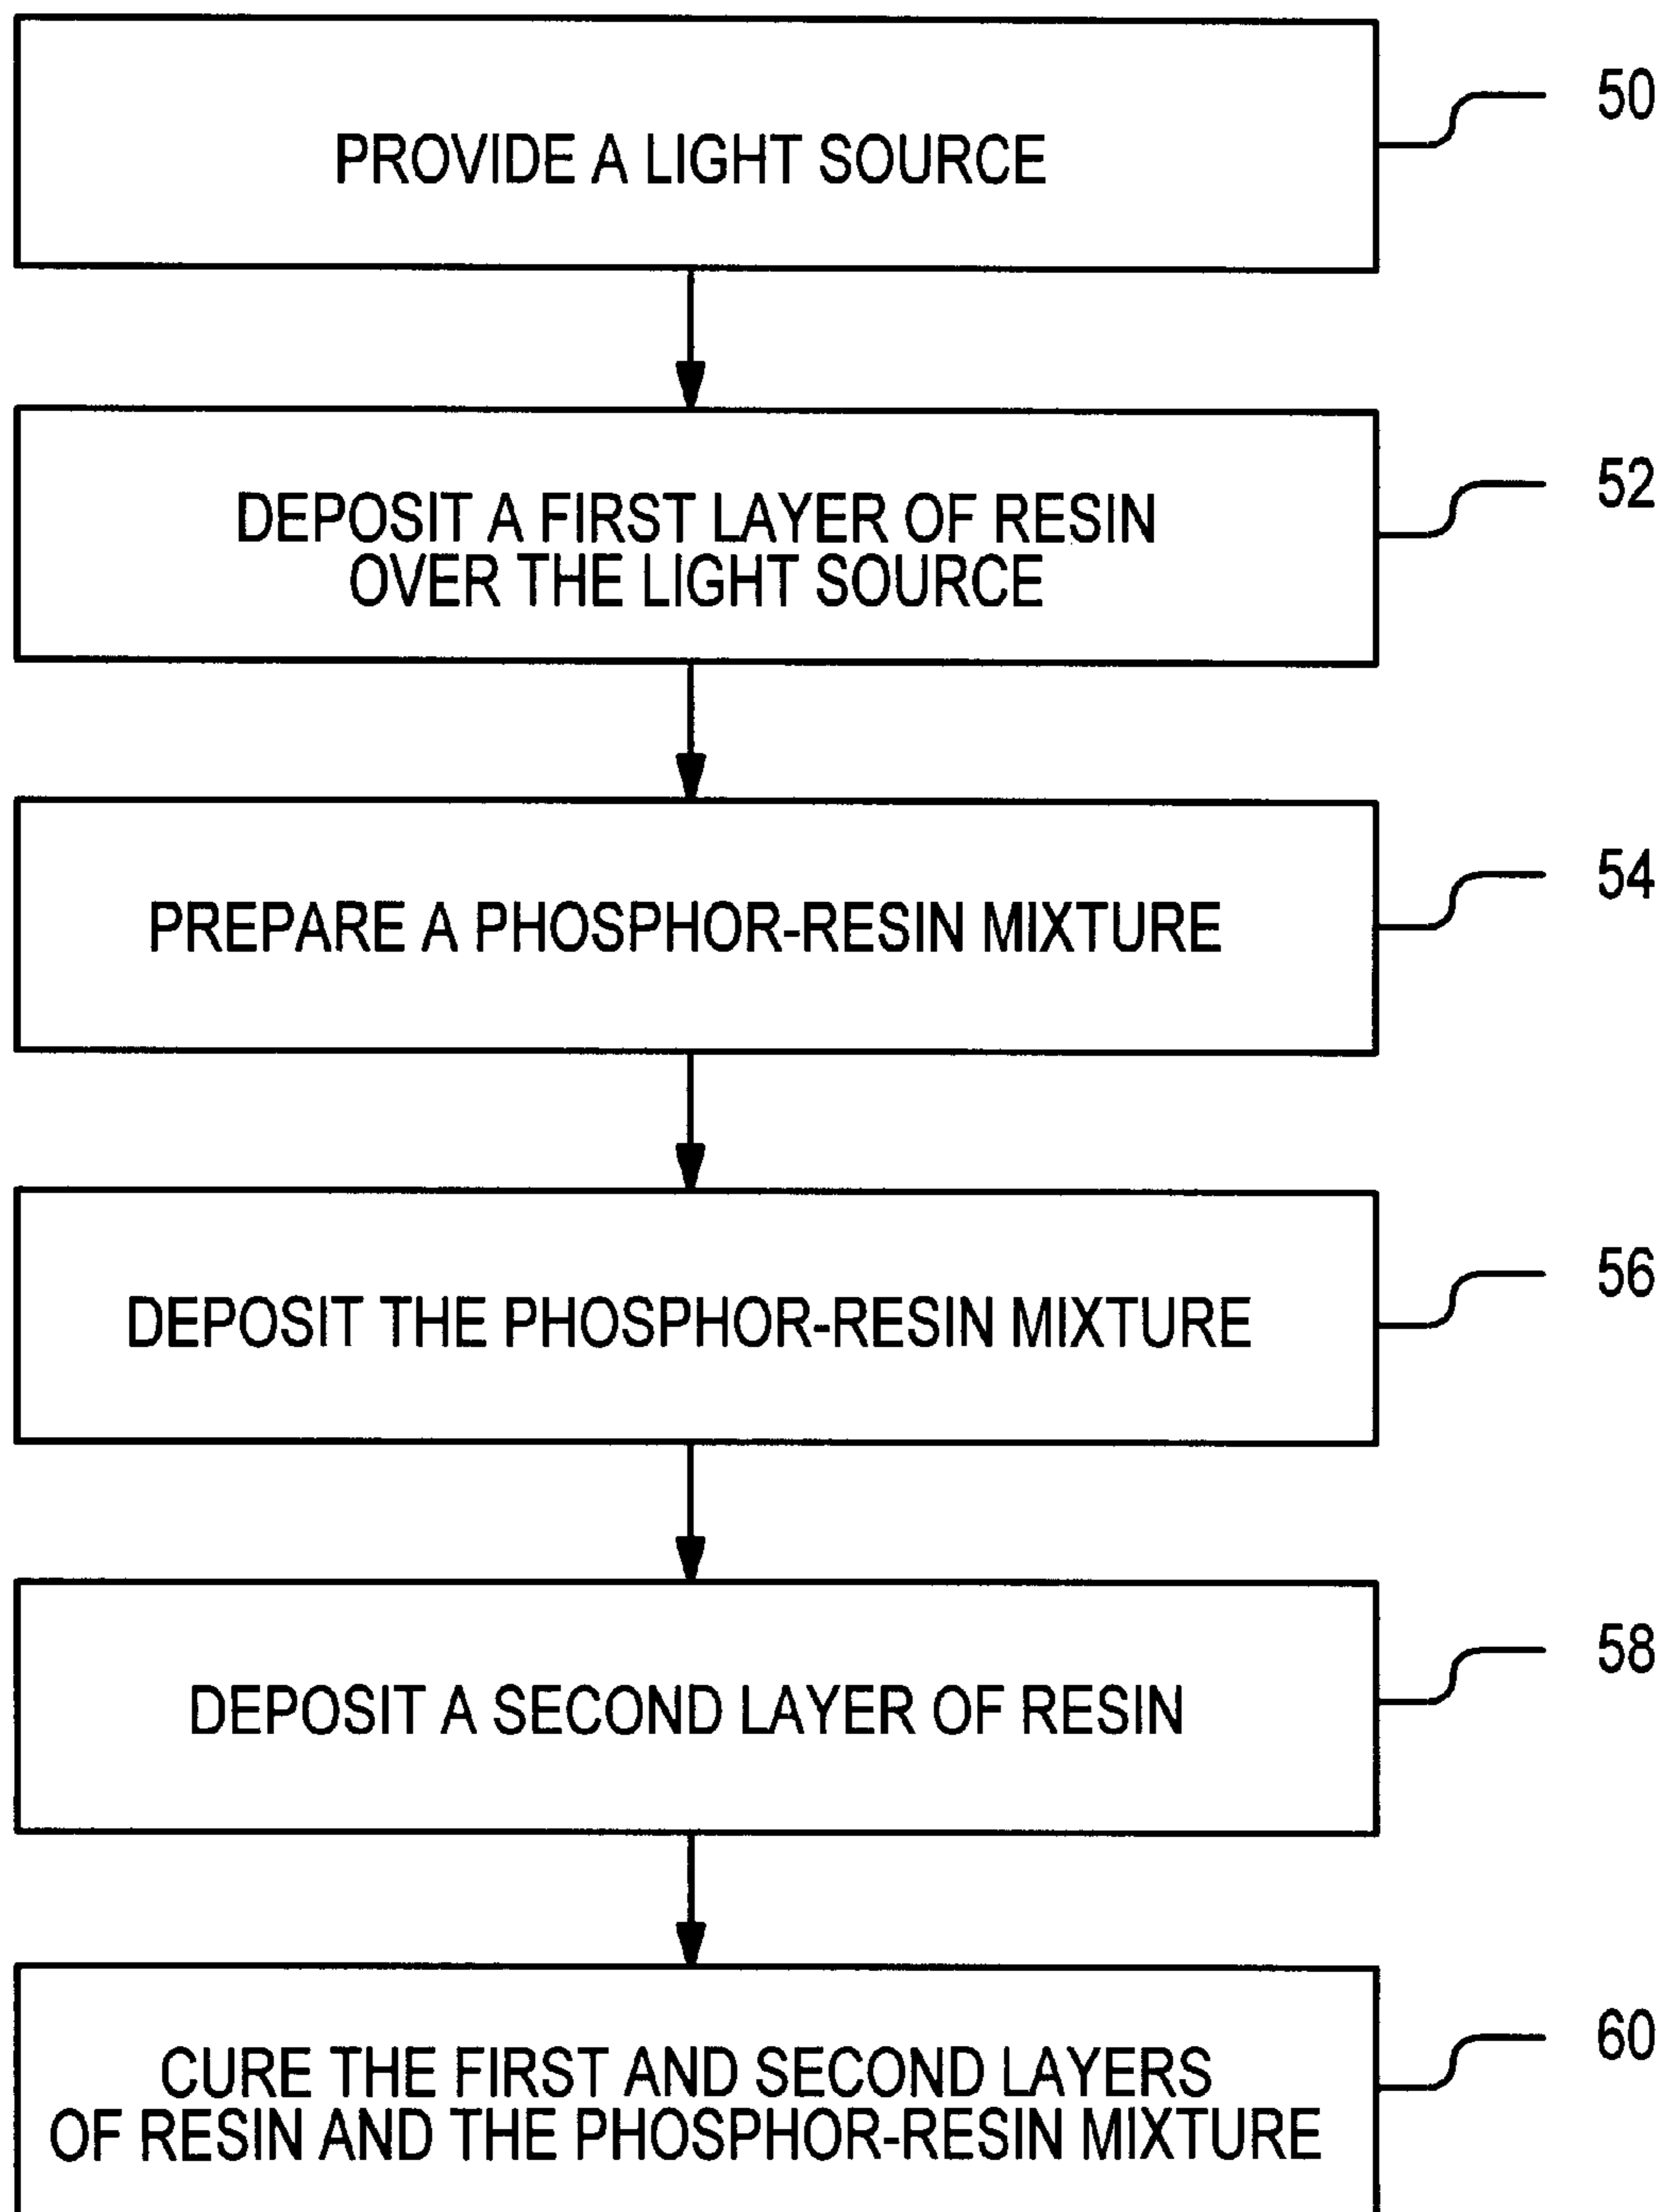 PROVIDE A LIGHT SOURCE
50
DEPOSIT A FIRST LAYER OF RESIN
OVER THE LIGHT SOURCE
52
PREPARE A PHOSPHOR-RESIN MIXTURE
54
DEPOSIT THE PHOSPHOR-RESIN MIXTURE
56
DEPOSIT A SECOND LAYER OF RESIN
58
CURE THE FIRST AND SECOND LAYERS
OF RESIN AND THE PHOSPHOR-RESIN MIXTURE
60